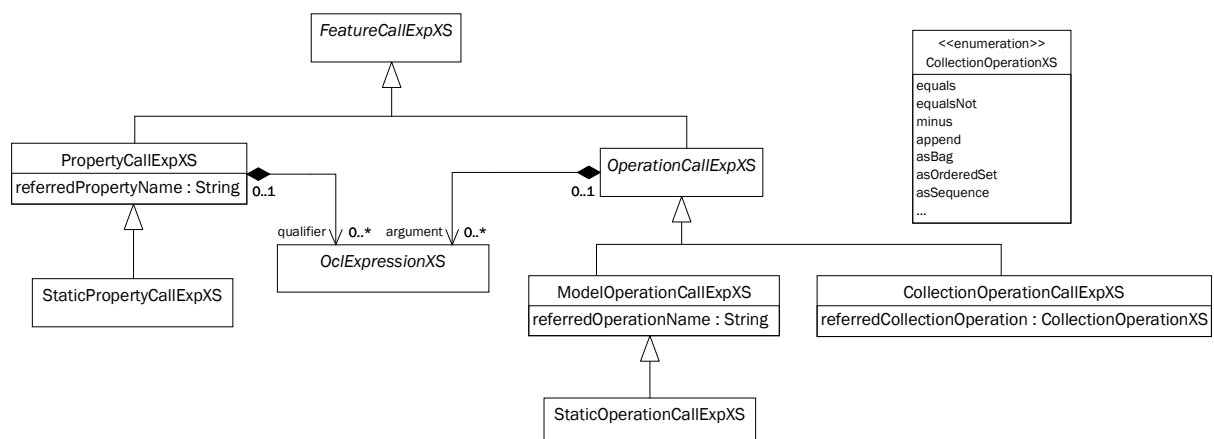 FeatureCallExpXS
<<enumeration>>
CollectionOperationXS
equals
equalsNot
minus
append
asBag
asOrderedSet
asSequence
...
PropertyCallExpXS
referredPropertyName : String
0..1
OperationCallExpXS
0..1
qualifier 0..*
argument 0..*
OclExpressionXS
StaticPropertyCallExpXS
ModelOperationCallExpXS
referredOperationName : String
CollectionOperationCallExpXS
referredCollectionOperation : CollectionOperationXS
StaticOperationCallExpXS